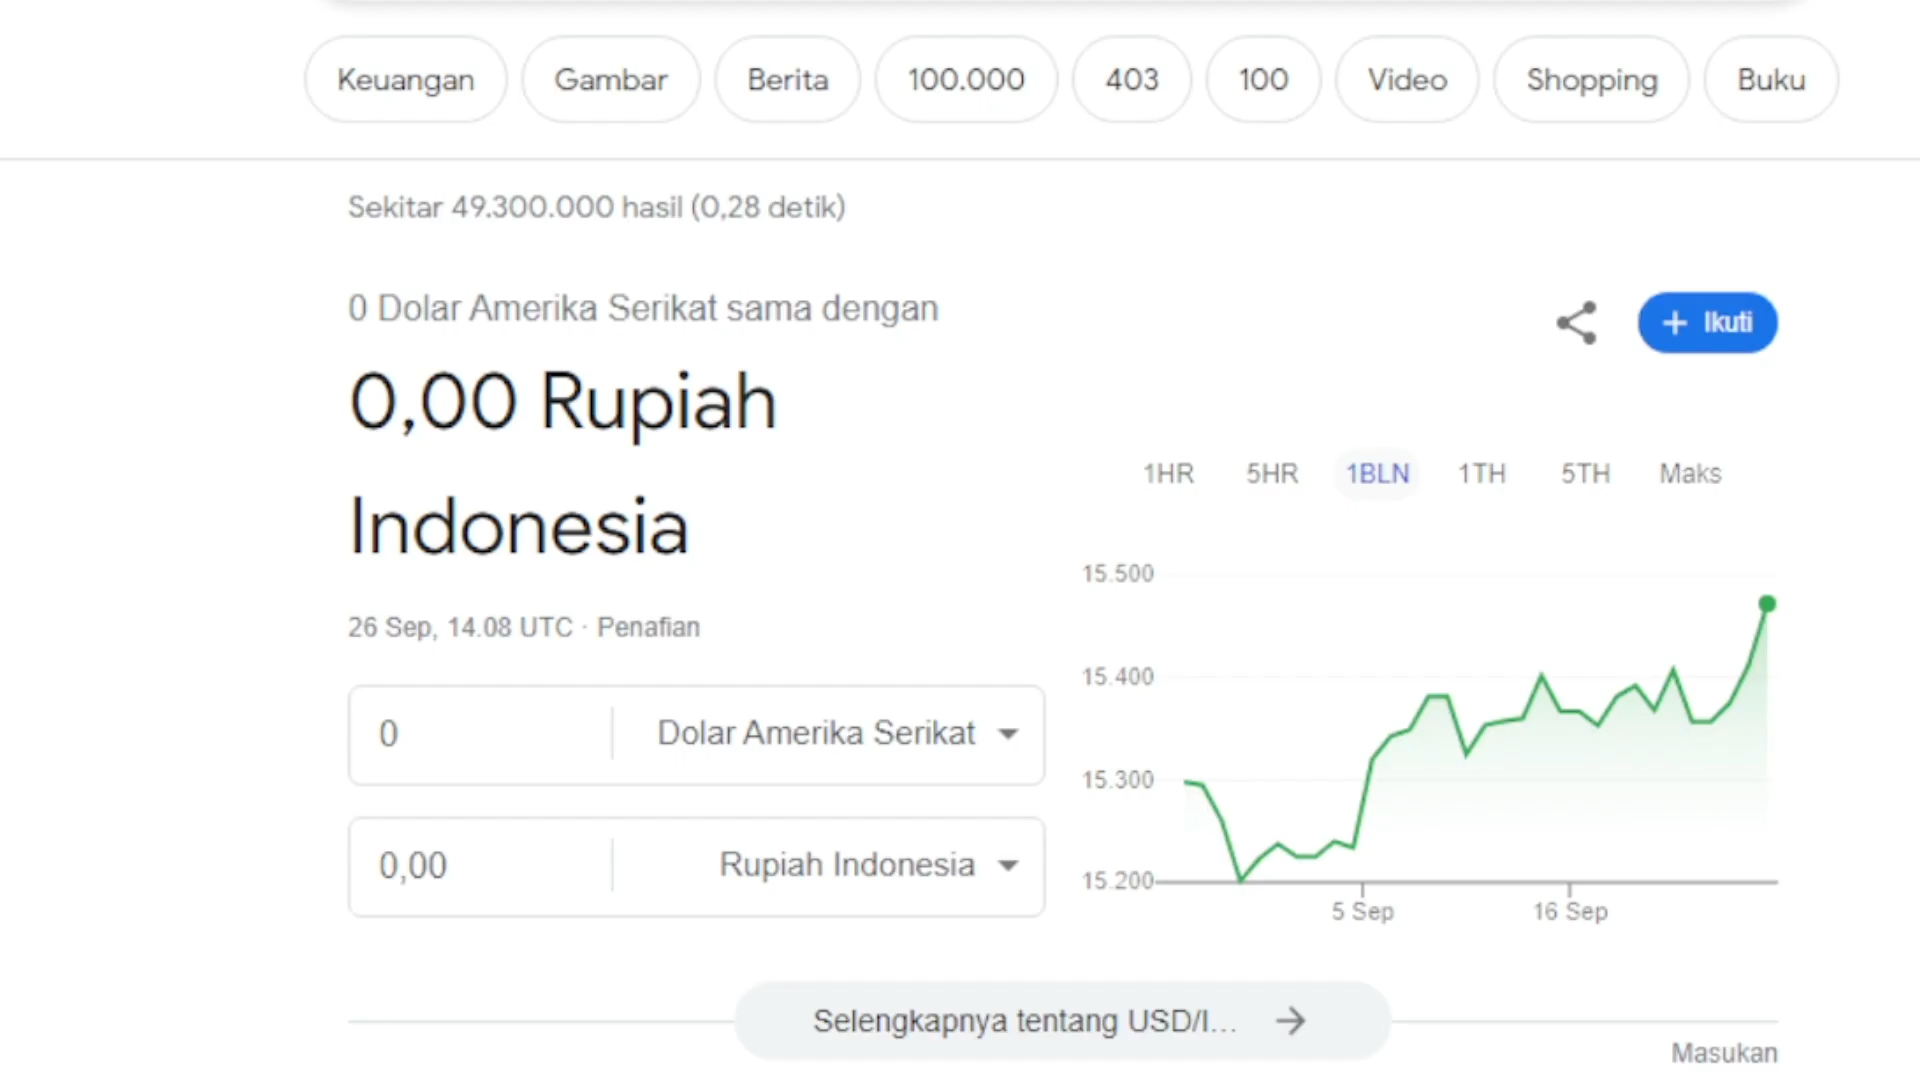 Keuangan Gambar Berita 100.000 403 100 Video Shopping Buku
Sekitar 49.300.000 hasil (0,28 detik)
0 Dolar Amerika Serikat sama dengan
+ Ikuti
0,00 Rupiah
Indonesia
26 Sep, 14.08 UTC · Penafian
0 Dolar Amerika Serikat
0,00 Rupiah Indonesia
1HR 5HR 1BLN 1TH 5TH Maks
15.500
15.400
15.300
15.200
5 Sep 16 Sep
Selengkapnya tentang USD/I...
Masukan